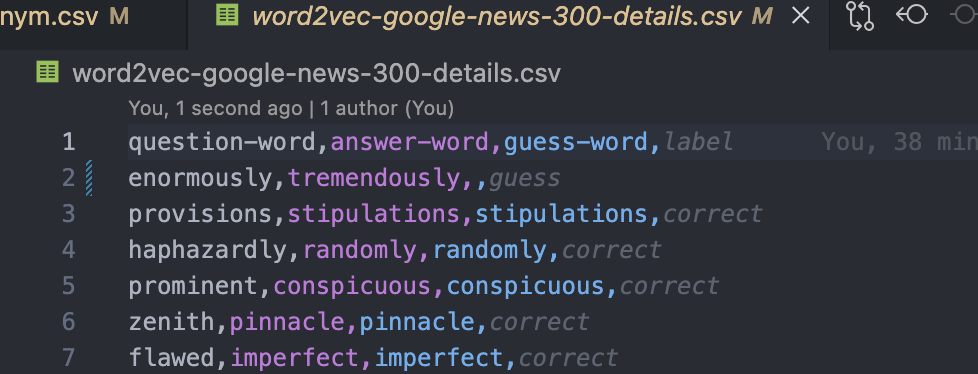 nym.csv M word2vec-google-news-300-details.csv M
word2vec-google-news-300-details.csv
You, 1 second ago | 1 author (You)
1 question-word,answer-word,guess-word,label You, 38 min
2 enormously,tremendously,,guess
3 provisions,stipulations,stipulations,correct
4 haphazardly,randomly,randomly,correct
5 prominent,conspicuous,conspicuous,correct
6 zenith,pinnacle,pinnacle,correct
7 flawed,imperfect,imperfect,correct